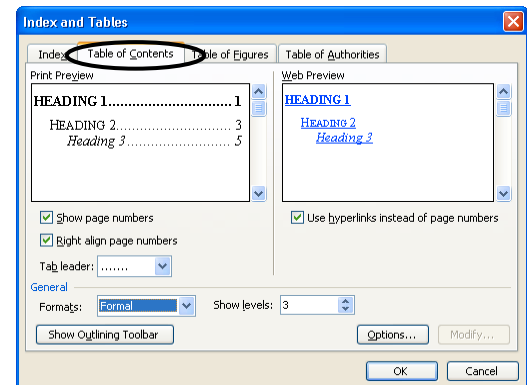 Index and Tables
Index Table of Contents Table of Figures Table of Authorities
Print Preview Web Preview
HEADING 1.............................. 1
HEADING 2............................ 3
Heading 3........................... 5
HEADING 1
HEADING 2
Heading 3
Show page numbers
Use hyperlinks instead of page numbers
Right align page numbers
Tab leader: .......
General
Formats: Formal Show levels: 3
Show Outlining Toolbar Options... Modify...
OK Cancel